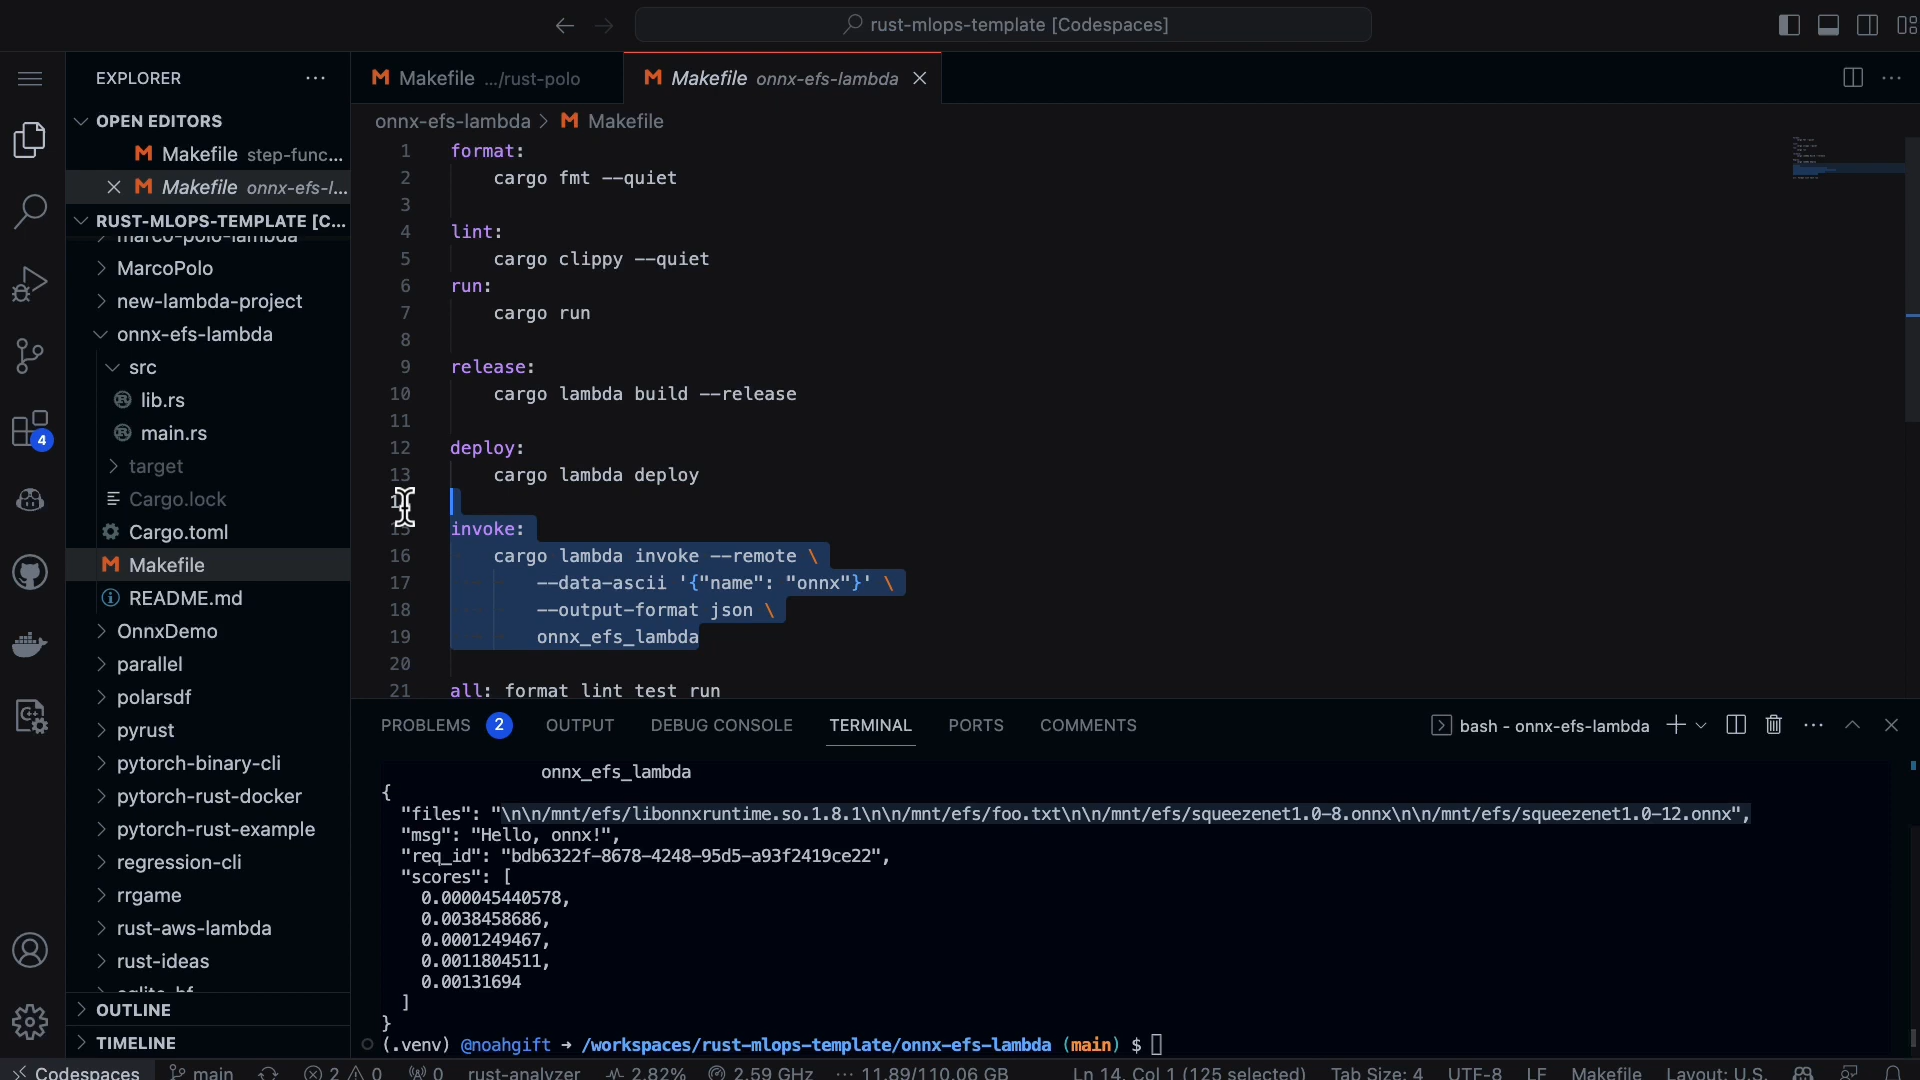 rust-mlops-template [Codespaces]
EXPLORER
Makefile .../rust-polo
Makefile onnx-efs-lambda
OPEN EDITORS
Makefile step-func...
Makefile onnx-efs-l...
RUST-MLOPS-TEMPLATE [C...
marco-polo-lambda
MarcoPolo
new-lambda-project
onnx-efs-lambda
src
lib.rs
main.rs
target
Cargo.lock
Cargo.toml
Makefile
README.md
OnnxDemo
parallel
polarsdf
pyrust
pytorch-binary-cli
pytorch-rust-docker
pytorch-rust-example
regression-cli
rrgame
rust-aws-lambda
rust-ideas
OUTLINE
TIMELINE
4
onnx-efs-lambda > Makefile
1 format:
2 cargo fmt --quiet
3
4 lint:
5 cargo clippy --quiet
6 run:
7 cargo run
8
9 release:
10 cargo lambda build --release
11
12 deploy:
13 cargo lambda deploy
15 invoke:
16 cargo lambda invoke --remote \
17 --data-ascii '{"name": "onnx"}' \
18 --output-format json \
19 onnx_efs_lambda
20
21 all: format lint test run
PROBLEMS 2 OUTPUT DEBUG CONSOLE TERMINAL PORTS COMMENTS
bash - onnx-efs-lambda
onnx_efs_lambda
{
"files": "\n\n/mnt/efs/libonnxruntime.so.1.8.1\n\n/mnt/efs/foo.txt\n\n/mnt/efs/squeezenet1.0-8.onnx\n\n/mnt/efs/squeezenet1.0-12.onnx",
"msg": "Hello, onnx!",
"req_id": "bdb6322f-8678-4248-95d5-a93f2419ce22",
"scores": [
0.000045440578,
0.0038458686,
0.0001249467,
0.0011804511,
0.00131694
]
}
(.venv) @noahgift → /workspaces/rust-mlops-template/onnx-efs-lambda (main) $
Codespaces main 2 0 0 rust-analyzer 2.82% 2.59 GHz 11.89/110.06 GB Ln 14, Col 1 (125 selected) Tab Size: 4 UTF-8 LF Makefile Layout: U.S.